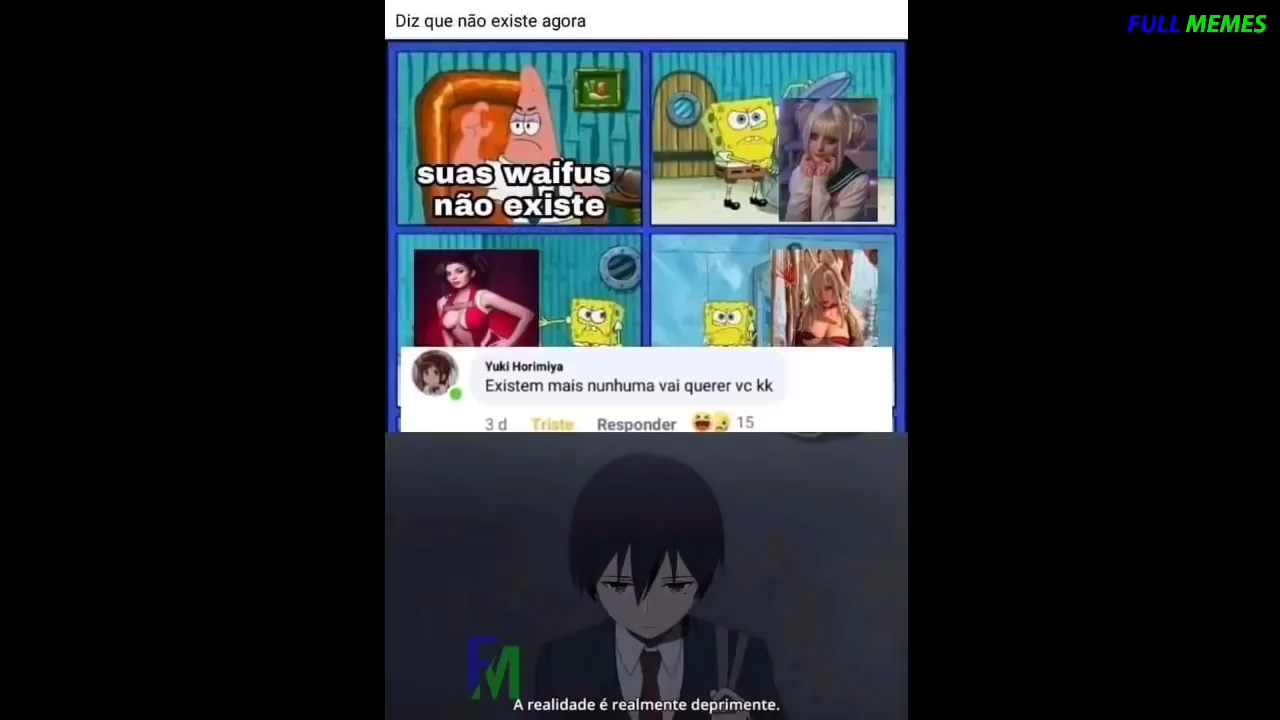 Diz que não existe agora
FULL MEMES
suas waifus
não existe
Yuki Horimiya
Existem mais nunhuma vai querer vc kk
3 d Triste Responder 15
FM
A realidade é realmente deprimente.